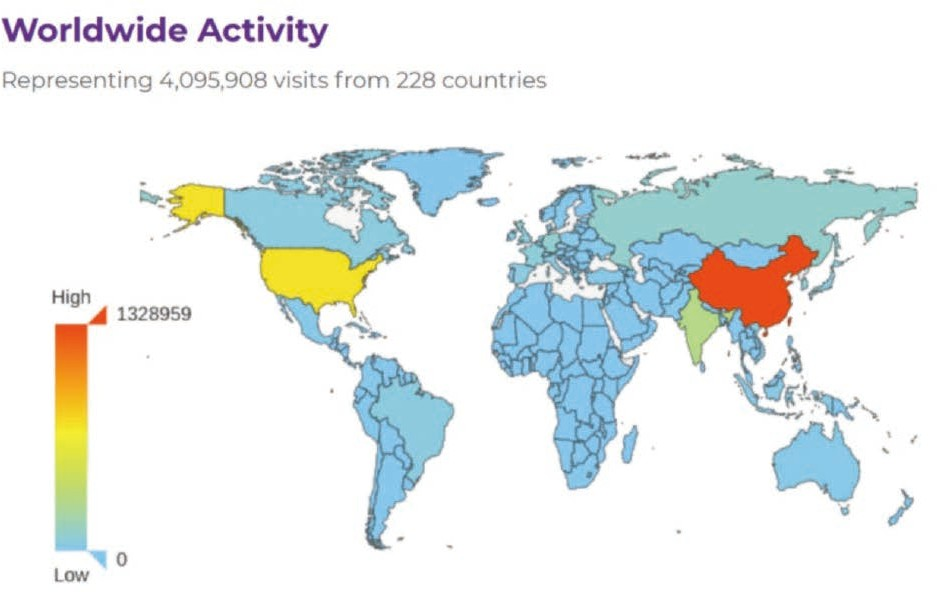 Worldwide Activity
Representing 4,095,908 visits from 228 countries
High
1328959
0
Low